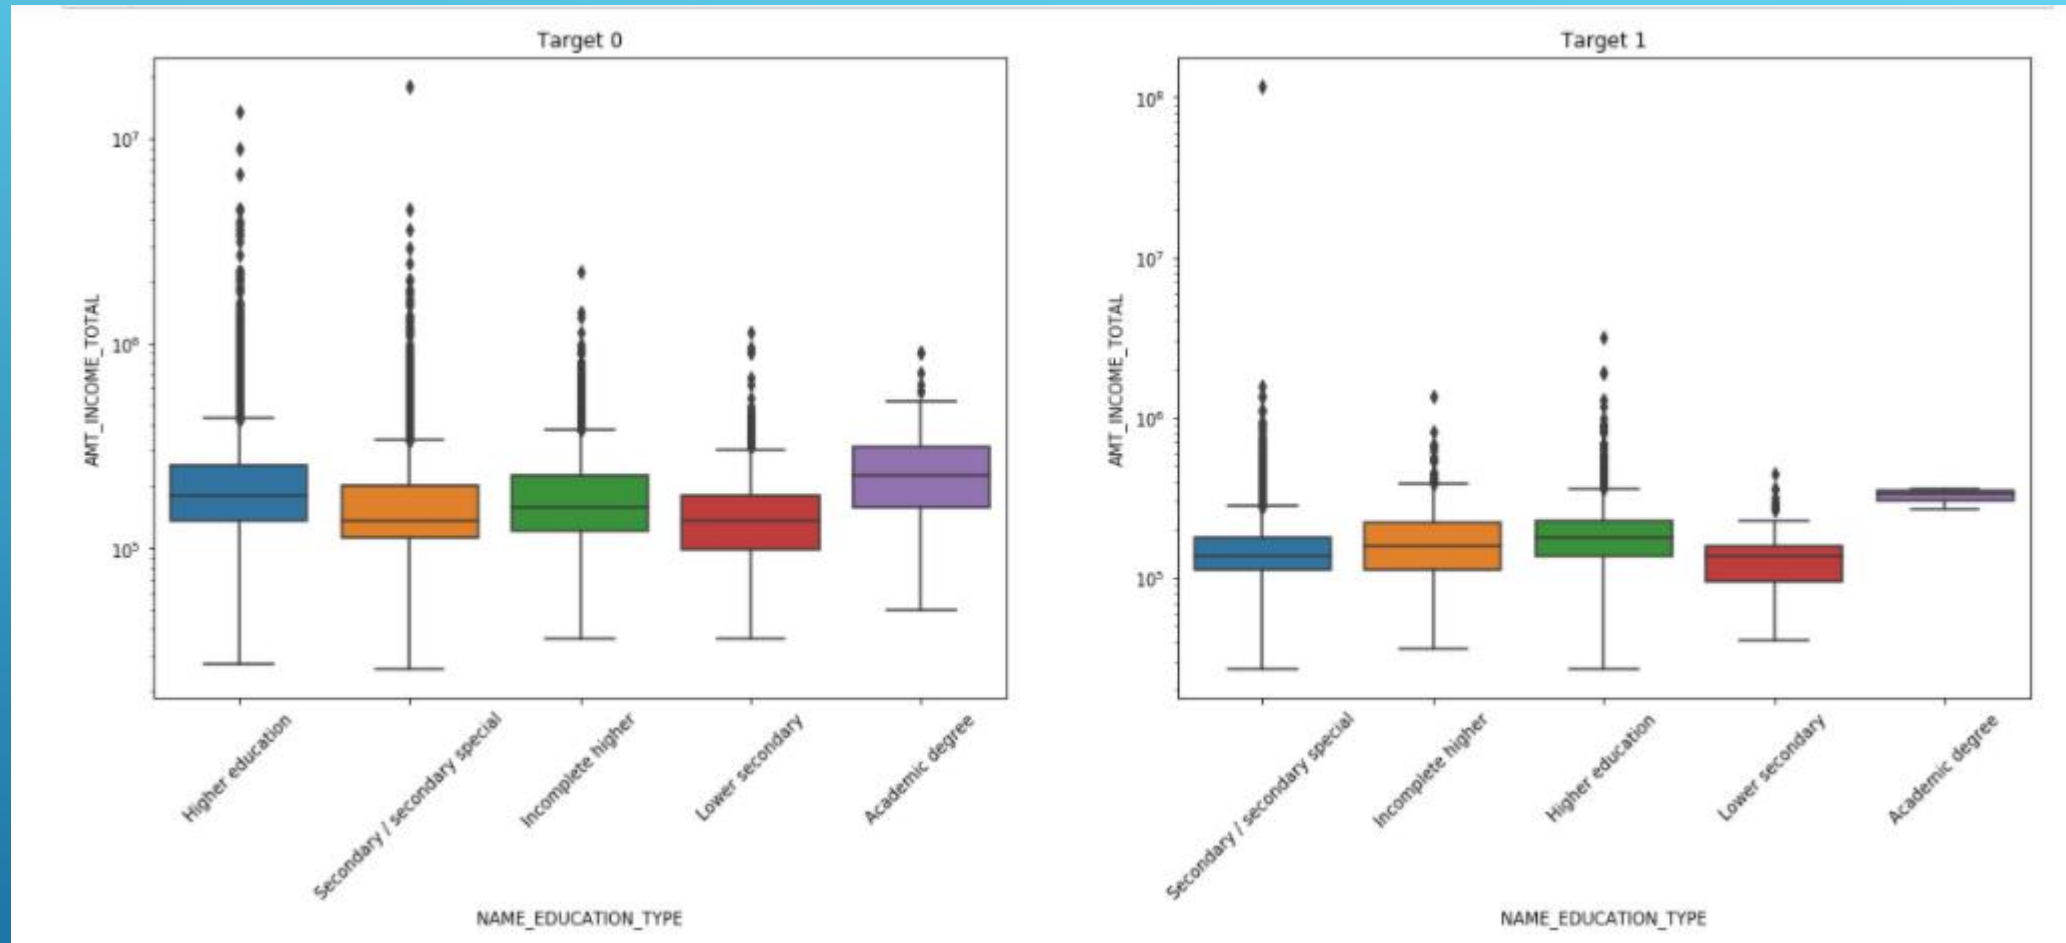 Target 0
AMT_INCOME_TOTAL
10⁷
10⁶
10⁵
Higher education
Secondary / secondary special
Incomplete higher
Lower secondary
Academic degree
NAME_EDUCATION_TYPE
Target 1
AMT_INCOME_TOTAL
10⁸
10⁷
10⁶
10⁵
Secondary / secondary special
Incomplete higher
Higher education
Lower secondary
Academic degree
NAME_EDUCATION_TYPE